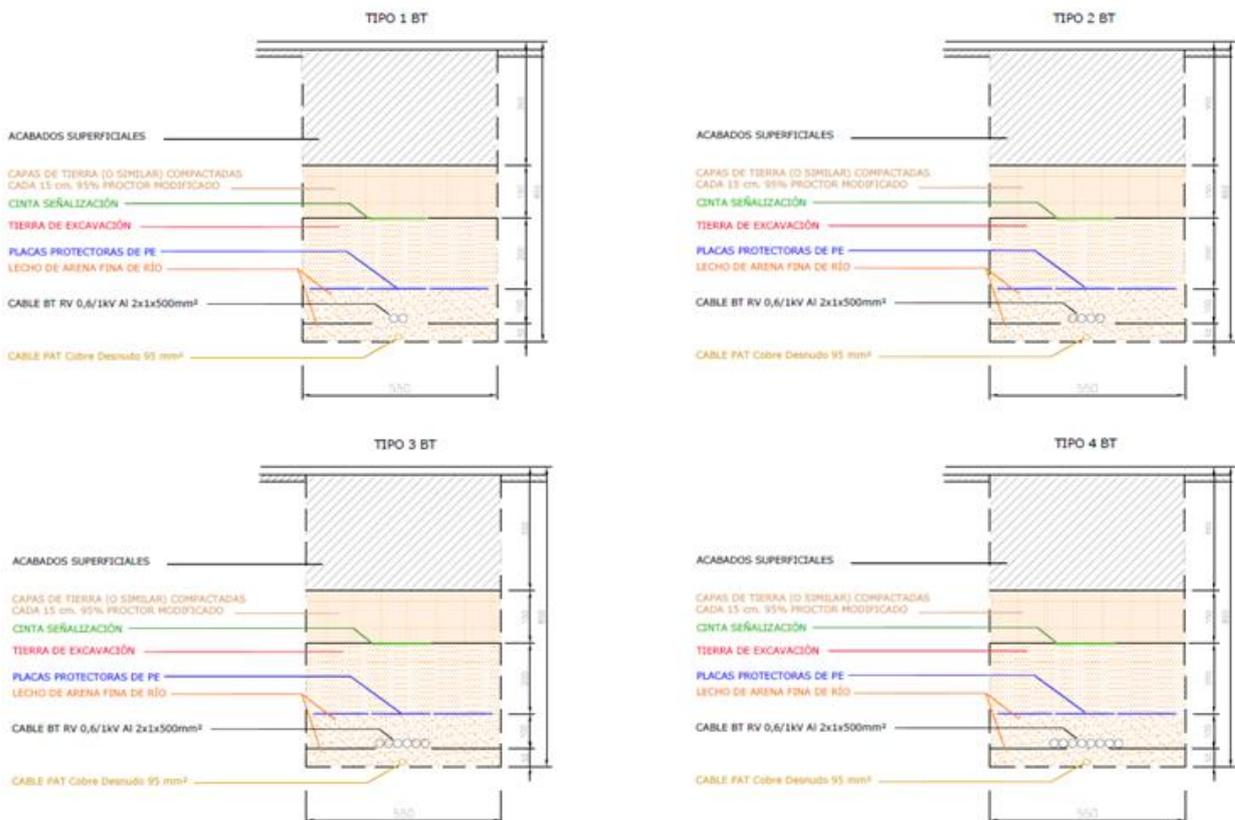 TIPO 1 BT
ACABADOS SUPERFICIALES
CAPAS DE TIERRA (O SIMILAR) COMPACTADAS
CADA 15 cm. 95% PROCTOR MODIFICADO
CINTA SEÑALIZACIÓN
TIERRA DE EXCAVACIÓN
PLACAS PROTECTORAS DE PE
LECHO DE ARENA FINA DE RÍO
CABLE BT RV 0,6/1kV Al 2x1x500mm²
CABLE PAT Cobre Desnudo 95 mm²
550
TIPO 2 BT
ACABADOS SUPERFICIALES
CAPAS DE TIERRA (O SIMILAR) COMPACTADAS
CADA 15 cm. 95% PROCTOR MODIFICADO
CINTA SEÑALIZACIÓN
TIERRA DE EXCAVACIÓN
PLACAS PROTECTORAS DE PE
LECHO DE ARENA FINA DE RÍO
CABLE BT RV 0,6/1kV Al 2x1x500mm²
CABLE PAT Cobre Desnudo 95 mm²
550
TIPO 3 BT
ACABADOS SUPERFICIALES
CAPAS DE TIERRA (O SIMILAR) COMPACTADAS
CADA 15 cm. 95% PROCTOR MODIFICADO
CINTA SEÑALIZACIÓN
TIERRA DE EXCAVACIÓN
PLACAS PROTECTORAS DE PE
LECHO DE ARENA FINA DE RÍO
CABLE BT RV 0,6/1kV Al 2x1x500mm²
CABLE PAT Cobre Desnudo 95 mm²
550
TIPO 4 BT
ACABADOS SUPERFICIALES
CAPAS DE TIERRA (O SIMILAR) COMPACTADAS
CADA 15 cm. 95% PROCTOR MODIFICADO
CINTA SEÑALIZACIÓN
TIERRA DE EXCAVACIÓN
PLACAS PROTECTORAS DE PE
LECHO DE ARENA FINA DE RÍO
CABLE BT RV 0,6/1kV Al 2x1x500mm²
CABLE PAT Cobre Desnudo 95 mm²
550